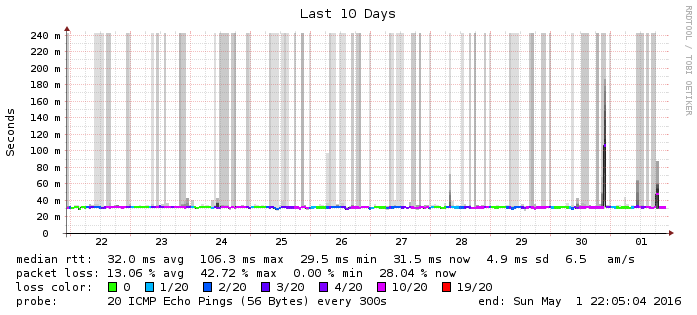 Last 10 Days
RRDTOOL / TOBI OETIKER
Seconds
240 m
220 m
200 m
180 m
160 m
140 m
120 m
100 m
80 m
60 m
40 m
20 m
0
22 23 24 25 26 27 28 29 30 01
median rtt: 32.0 ms avg 106.3 ms max 29.5 ms min 31.5 ms now 4.9 ms sd 6.5 am/s
packet loss: 13.06 % avg 42.72 % max 0.00 % min 28.04 % now
loss color: 0 1/20 2/20 3/20 4/20 10/20 19/20
probe: 20 ICMP Echo Pings (56 Bytes) every 300s end: Sun May 1 22:05:04 2016